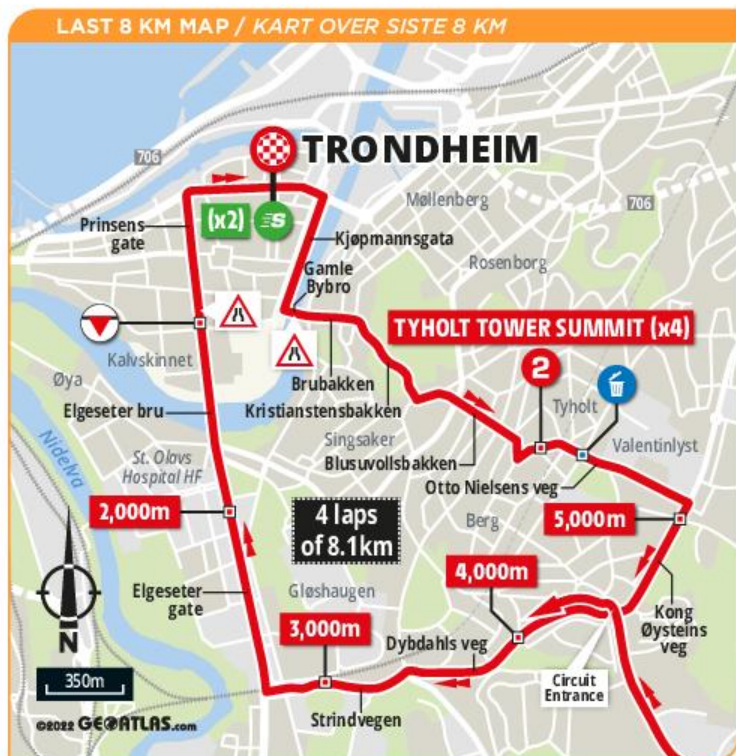 LAST 8 KM MAP / KART OVER SISTE 8 KM
706
TRONDHEIM
Prinsens
gate
(x2)
S
Kjøpmannsgata
Møllenberg
706
Gamle
Bybro
Rosenborg
TYHOLT TOWER SUMMIT (x4)
Øya
Kalvskinnet
2
Brubakken
Tyholt
Elgeseter bru
Kristianstensbakken
Singsaker
Valentinlyst
Nidelva
St. Olavs
Hospital HF
Blusuvollsbakken
Otto Nielsens veg
2,000m
4 laps
of 8.1km
Berg
5,000m
4,000m
Elgeseter
gate
Gløshaugen
3,000m
Dybdahls veg
Kong
Øysteins
veg
N
Circuit
Entrance
350m
Strindvegen
©2022 GEOATLAS.com